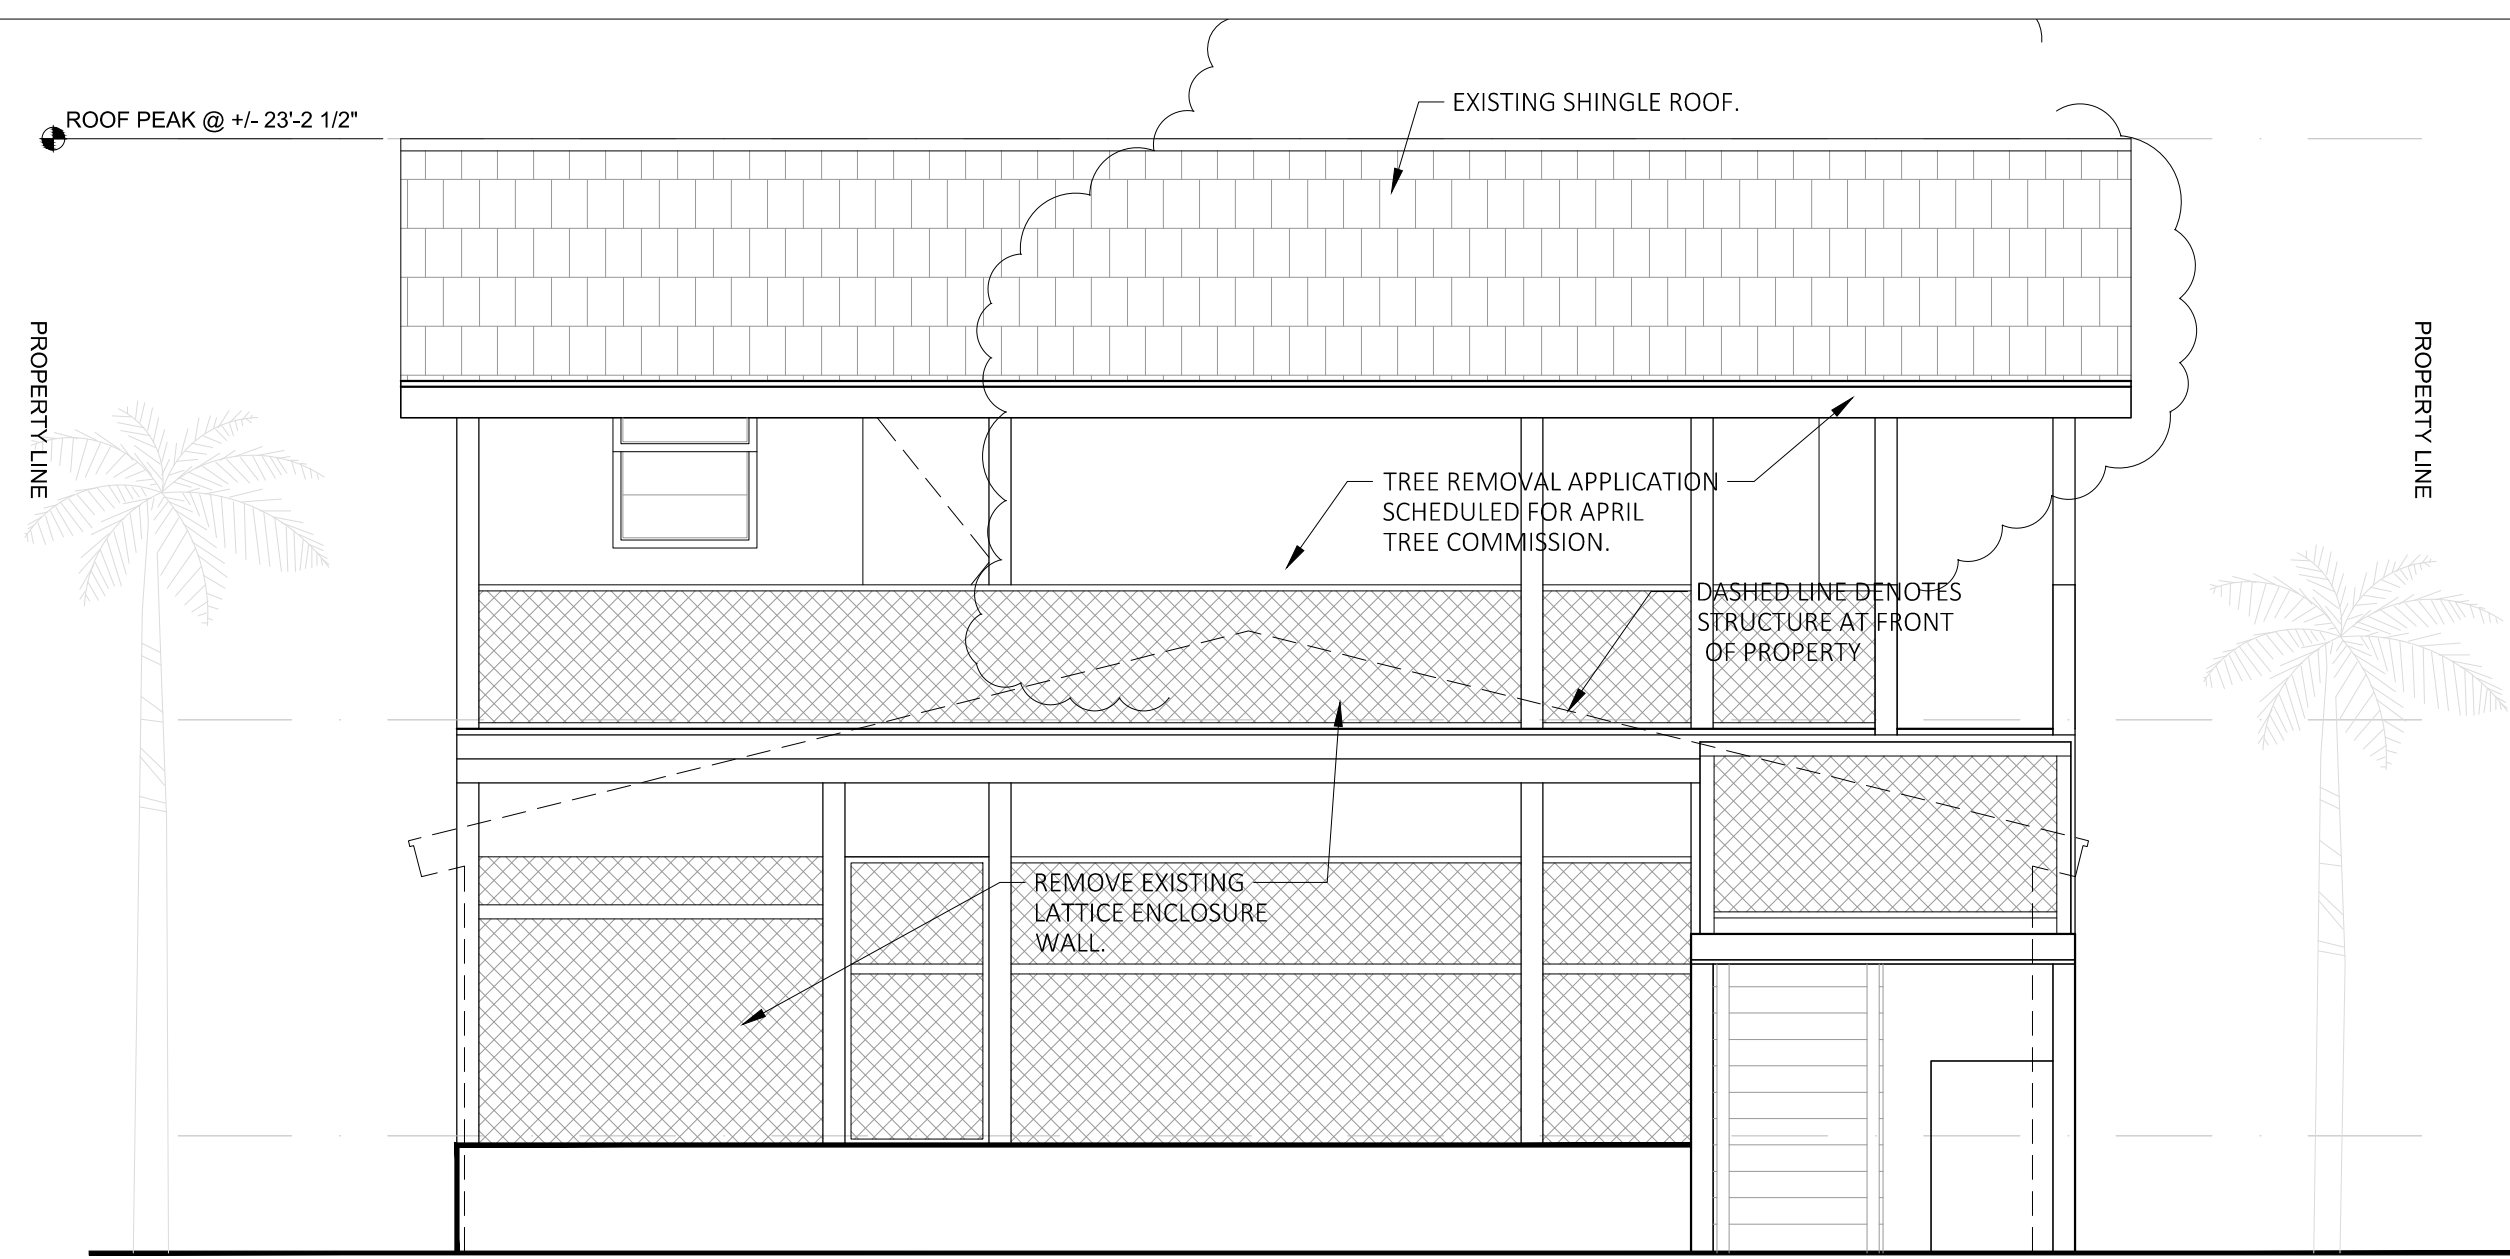 EXISTING SHINGLE ROOF.
ROOF PEAK @ +/- 23'-2 1/2"
PROPERTY LINE
PROPERTY LINE
TREE REMOVAL APPLICATION
SCHEDULED FOR APRIL
TREE COMMISSION.
DASHED LINE DENOTES
STRUCTURE AT FRONT
OF PROPERTY
REMOVE EXISTING
LATTICE ENCLOSURE
WALL.